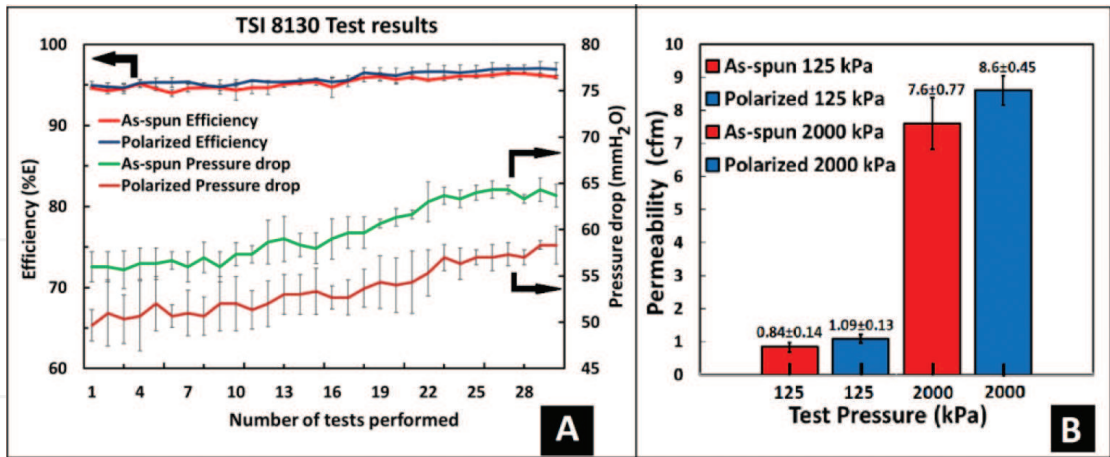 TSI 8130 Test results
100
90
80
70
60
Efficiency (%E)
As-spun Efficiency
Polarized Efficiency
As-spun Pressure drop
Polarized Pressure drop
80
75
70
65
60
55
50
45
Pressure drop (mmH2O)
1 4 7 10 13 16 19 22 25 28
Number of tests performed
A
10
9
8
7
6
5
4
3
2
1
0
Permeability (cfm)
As-spun 125 kPa
Polarized 125 kPa
As-spun 2000 kPa
Polarized 2000 kPa
0.84±0.14
1.09±0.13
7.6±0.77
8.6±0.45
125 125 2000 2000
Test Pressure (kPa)
B